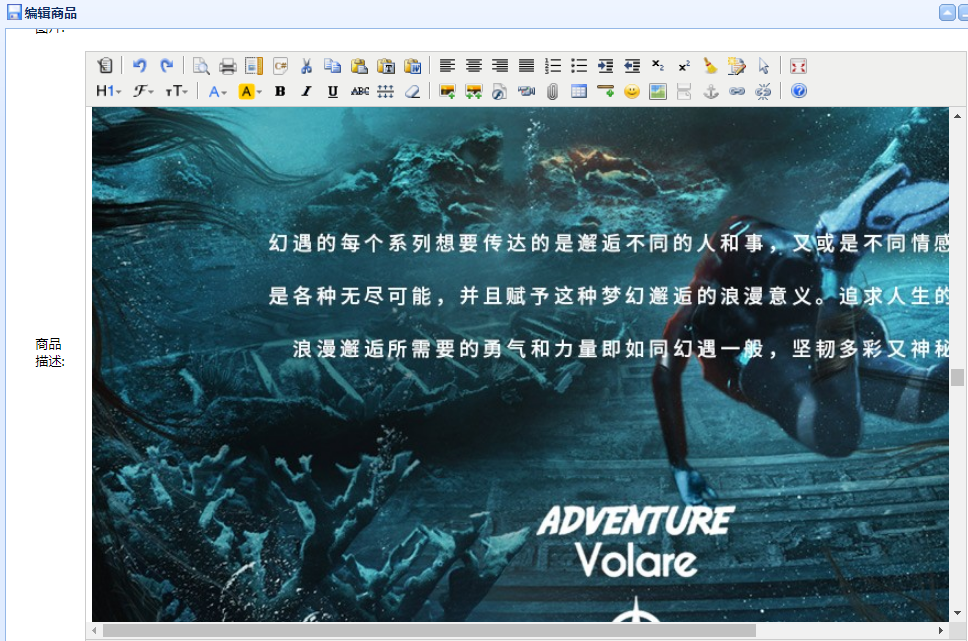 编辑商品
H1
幻遇的每个系列想要传达的是邂逅不同的人和事，又或是不同情感
是各种无尽可能，并且赋予这种梦幻邂逅的浪漫意义。追求人生的
浪漫邂逅所需要的勇气和力量即如同幻遇一般，坚韧多彩又神秘
商品
描述:
ADVENTURE
Volare